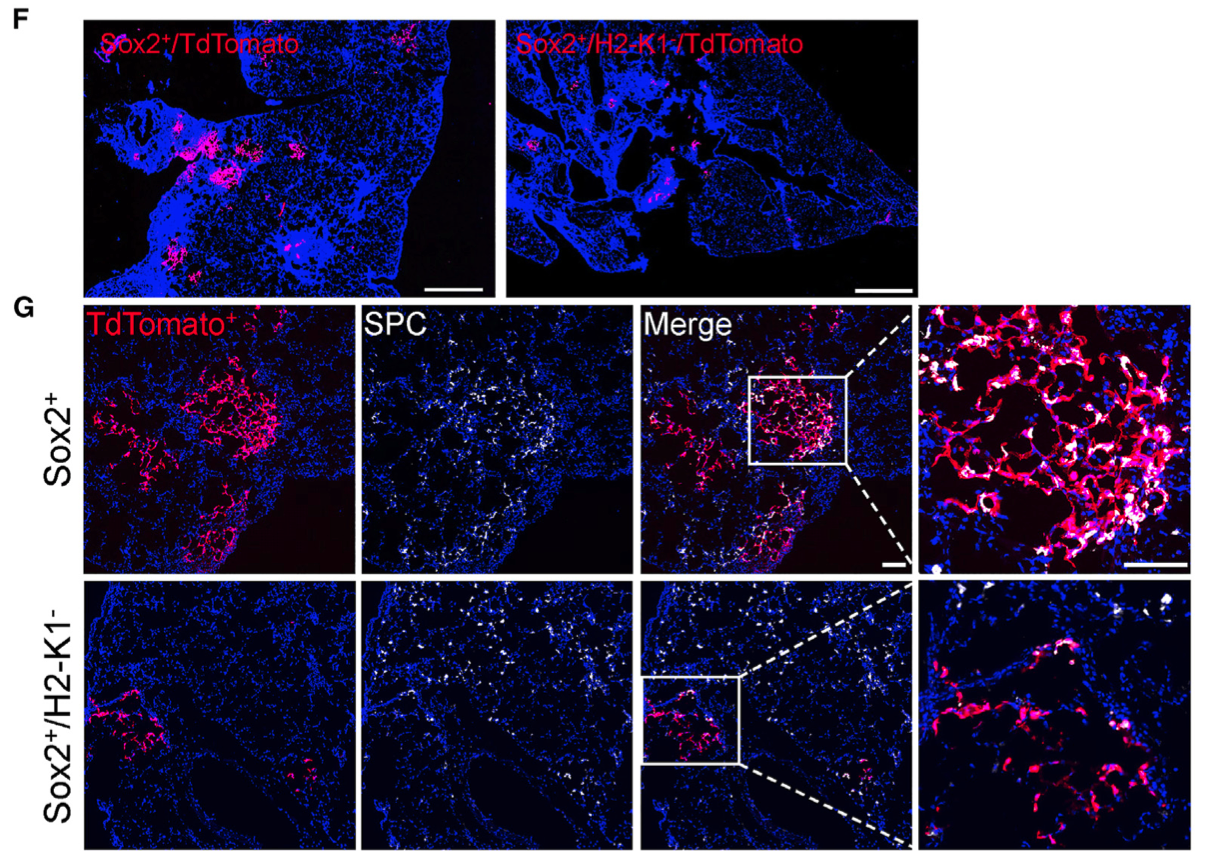 F
Sox2⁺/TdTomato
Sox2⁺/H2-K1⁻/TdTomato
G
TdTomato⁺
SPC
Merge
Sox2⁺
Sox2⁺/H2-K1⁻